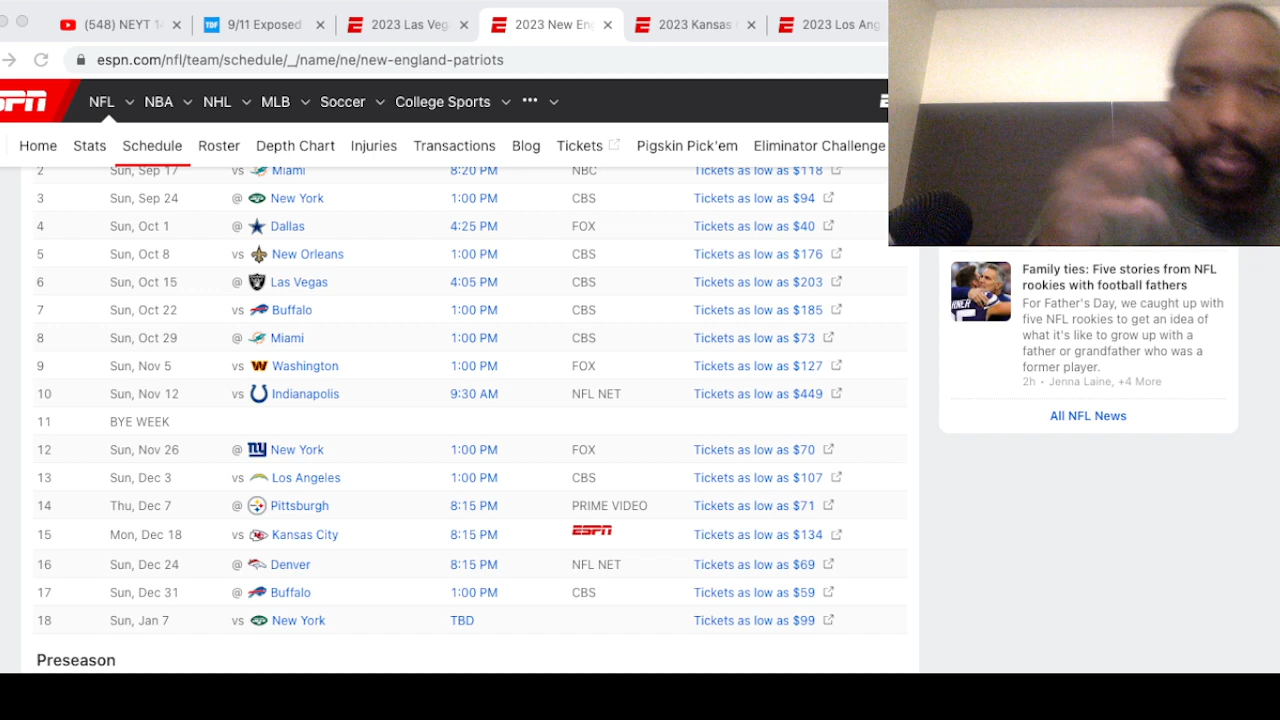 (548) NEYT 1
9/11 Exposed
2023 Las Veg
2023 New En
2023 Kansas
2023 Los Ang
espn.com/nfl/team/schedule/_/name/ne/new-england-patriots
NFL NBA NHL MLB Soccer College Sports •••
Home Stats Schedule Roster Depth Chart Injuries Transactions Blog Tickets Pigskin Pick'em Eliminator Challenge
2 Sun, Sep 17 vs Miami 8:20 PM NBC Tickets as low as $118
3 Sun, Sep 24 @ New York 1:00 PM CBS Tickets as low as $94
4 Sun, Oct 1 @ Dallas 4:25 PM FOX Tickets as low as $40
5 Sun, Oct 8 vs New Orleans 1:00 PM CBS Tickets as low as $176
6 Sun, Oct 15 @ Las Vegas 4:05 PM CBS Tickets as low as $203
7 Sun, Oct 22 vs Buffalo 1:00 PM CBS Tickets as low as $185
8 Sun, Oct 29 @ Miami 1:00 PM CBS Tickets as low as $73
9 Sun, Nov 5 vs Washington 1:00 PM FOX Tickets as low as $127
10 Sun, Nov 12 vs Indianapolis 9:30 AM NFL NET Tickets as low as $449
11 BYE WEEK
12 Sun, Nov 26 @ New York 1:00 PM FOX Tickets as low as $70
13 Sun, Dec 3 vs Los Angeles 1:00 PM CBS Tickets as low as $107
14 Thu, Dec 7 @ Pittsburgh 8:15 PM PRIME VIDEO Tickets as low as $71
15 Mon, Dec 18 vs Kansas City 8:15 PM ESPN Tickets as low as $134
16 Sun, Dec 24 @ Denver 8:15 PM NFL NET Tickets as low as $69
17 Sun, Dec 31 @ Buffalo 1:00 PM CBS Tickets as low as $59
18 Sun, Jan 7 vs New York TBD Tickets as low as $99
Preseason
Family ties: Five stories from NFL
rookies with football fathers
For Father's Day, we caught up with
five NFL rookies to get an idea of
what it's like to grow up with a
father or grandfather who was a
former player.
2h • Jenna Laine, +4 More
All NFL News